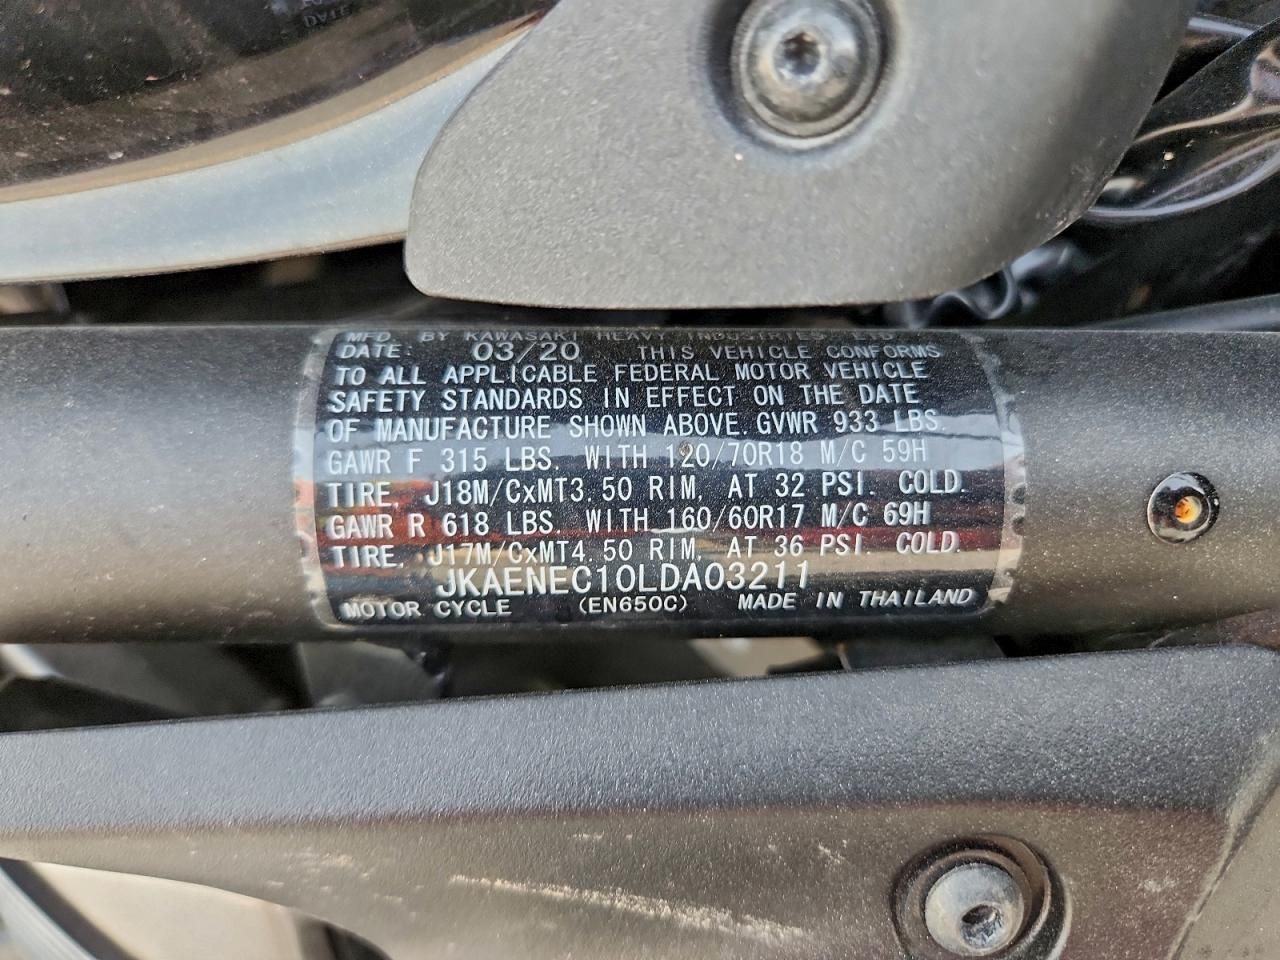 DATE
MFD. BY KAWASAKI HEAVY INDUSTRIES, LTD.
DATE: 03/20 THIS VEHICLE CONFORMS
TO ALL APPLICABLE FEDERAL MOTOR VEHICLE
SAFETY STANDARDS IN EFFECT ON THE DATE
OF MANUFACTURE SHOWN ABOVE. GVWR 933 LBS.
GAWR F 315 LBS. WITH 120/70R18 M/C 59H
TIRE, J18M/CxMT3.50 RIM, AT 32 PSI. COLD.
GAWR R 618 LBS. WITH 160/60R17 M/C 69H
TIRE, J17M/CxMT4.50 RIM, AT 36 PSI. COLD.
JKAENEC10LDA03211
MOTOR CYCLE (EN650C) MADE IN THAILAND